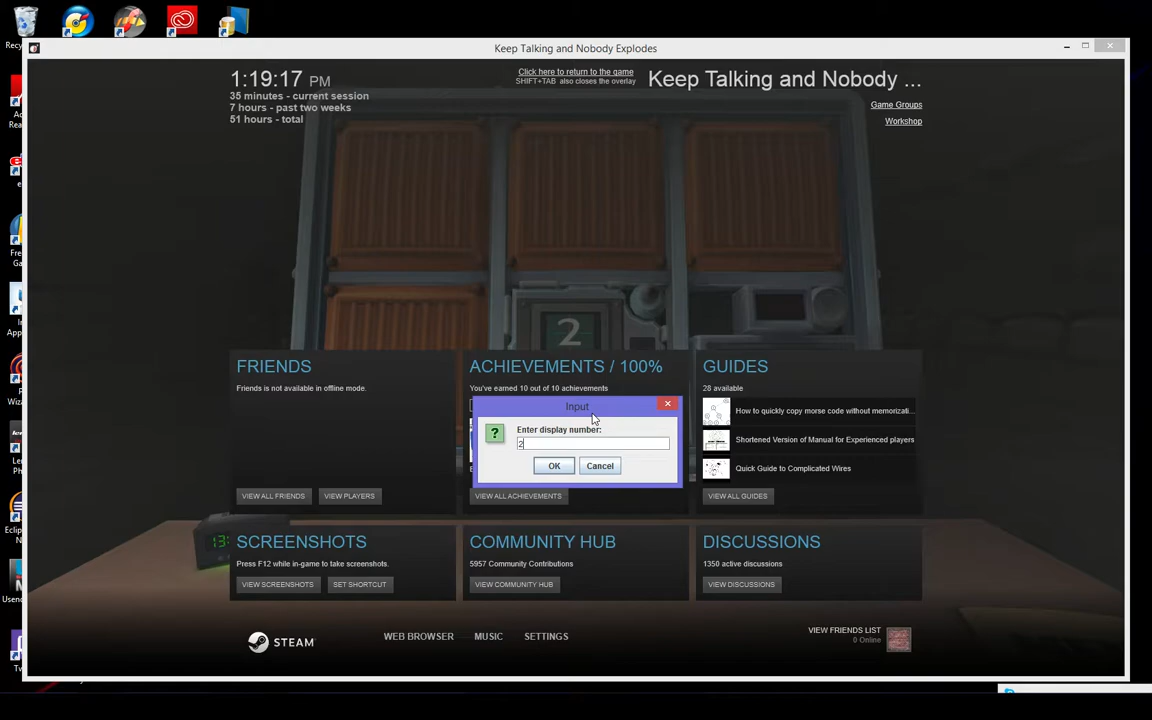 Keep Talking and Nobody Explodes
1:19:17 PM
35 minutes - current session
7 hours - past two weeks
51 hours - total
Click here to return to the game
SHIFT+TAB also closes the overlay
Keep Talking and Nobody ...
Game Groups
Workshop
2
FRIENDS
Friends is not available in offline mode.
VIEW ALL FRIENDS
VIEW PLAYERS
ACHIEVEMENTS / 100%
You've earned 10 out of 10 achievements
VIEW ALL ACHIEVEMENTS
GUIDES
28 available
How to quickly copy morse code without memorizati...
Shortened Version of Manual for Experienced players
Quick Guide to Complicated Wires
VIEW ALL GUIDES
Input
?
Enter display number:
2
OK
Cancel
SCREENSHOTS
Press F12 while in-game to take screenshots.
VIEW SCREENSHOTS
SET SHORTCUT
COMMUNITY HUB
5957 Community Contributions
VIEW COMMUNITY HUB
DISCUSSIONS
1350 active discussions
VIEW DISCUSSIONS
STEAM
WEB BROWSER
MUSIC
SETTINGS
VIEW FRIENDS LIST
0 Online